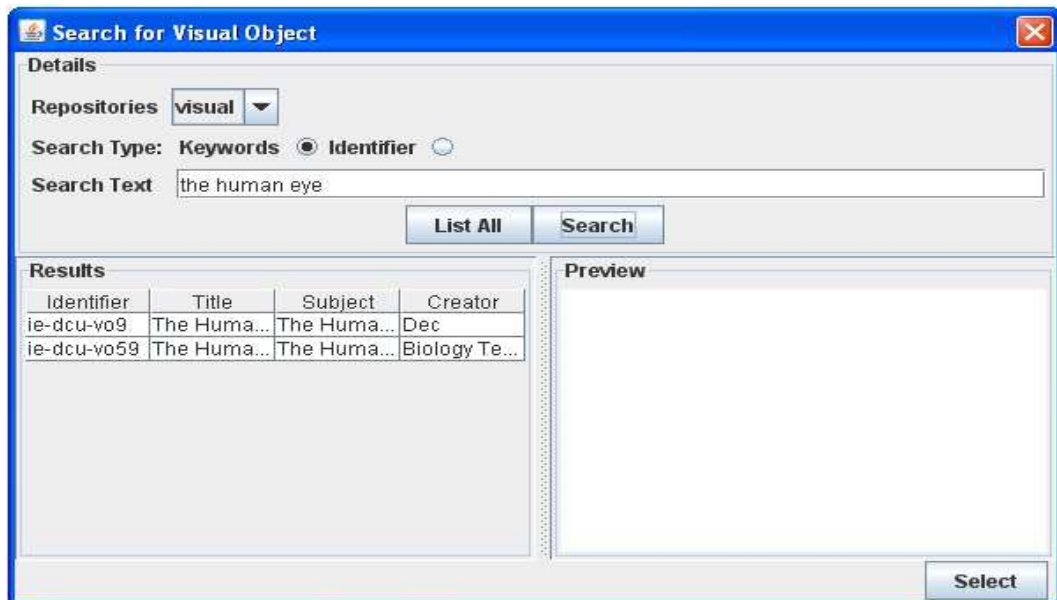 Search for Visual Object
Details
Repositories visual
Search Type: Keywords Identifier
Search Text the human eye
List All Search
Results
Identifier Title Subject Creator
ie-dcu-vo9 The Huma... The Huma... Dec
ie-dcu-vo59 The Huma... The Huma... Biology Te...
Preview
Select